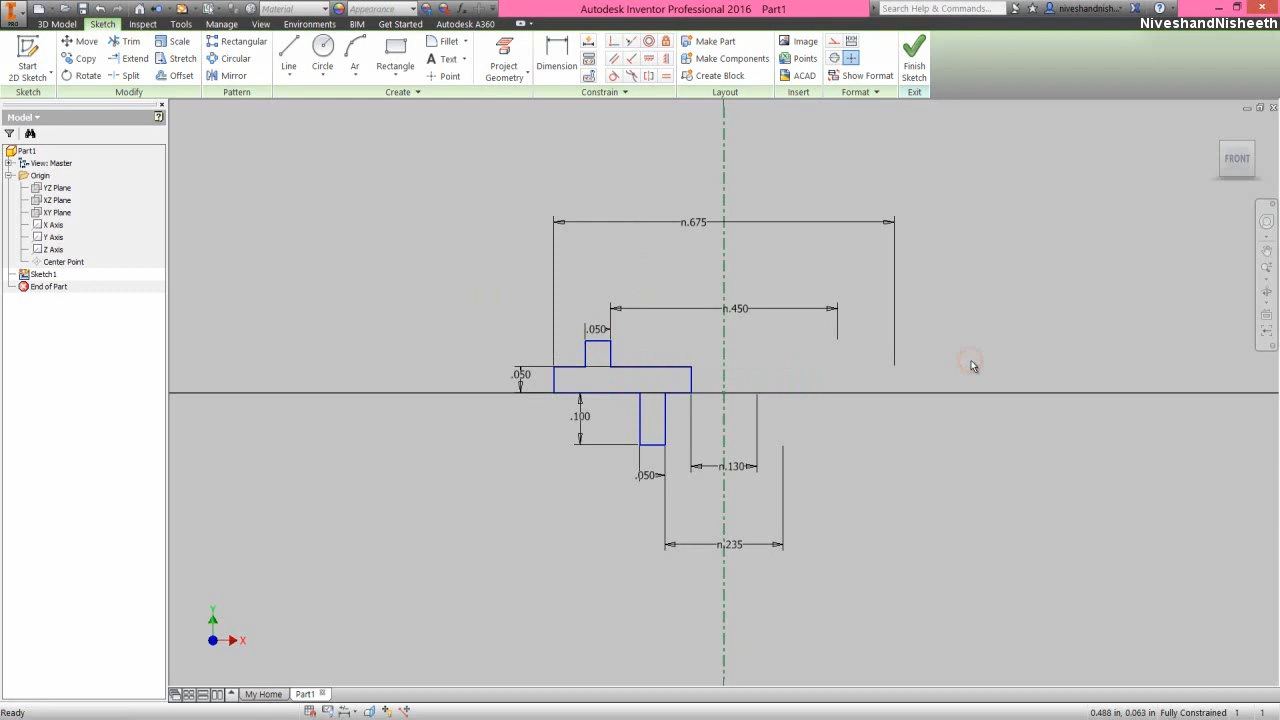 Material
Appearance
Autodesk Inventor Professional 2016 Part1
Search Help & Commands...
niveshandnish...
NiveshandNisheeth
PRO
3D Model
Sketch
Inspect
Tools
Manage
View
Environments
BIM
Get Started
Autodesk A360
Start
2D Sketch
Move
Trim
Scale
Copy
Extend
Stretch
Rotate
Split
Offset
Rectangular
Circular
Mirror
Line
Circle
Arc
Rectangle
Fillet
Text
Point
Project
Geometry
Dimension
Make Part
Make Components
Create Block
Image
Points
ACAD
Show Format
Finish
Sketch
Sketch
Modify
Pattern
Create
Constrain
Layout
Insert
Format
Exit
Model
Part1
View: Master
Origin
YZ Plane
XZ Plane
XY Plane
X Axis
Y Axis
Z Axis
Center Point
Sketch1
End of Part
FRONT
n.675
n.450
.050
.050
.100
.050
n.130
n.235
Y
X
My Home
Part1
Ready
0.488 in, 0.063 in Fully Constrained 1 1